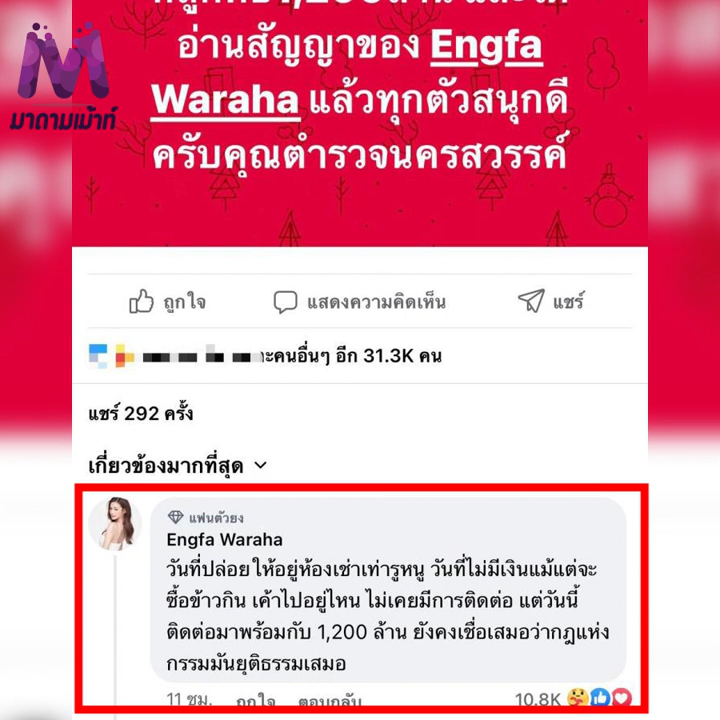 มาดามเม้าท์
อ่านสัญญาของ Engfa
Waraha แล้วทุกตัวสนุกดี
ครับคุณตำรวจนครสวรรค์
ถูกใจ
แสดงความคิดเห็น
แชร์
ะคนอื่นๆ อีก 31.3K คน
แชร์ 292 ครั้ง
เกี่ยวข้องมากที่สุด
แฟนตัวยง
Engfa Waraha
วันที่ปล่อยให้อยู่ห้องเช่าเท่ารูหนู วันที่ไม่มีเงินแม้แต่จะ
ซื้อข้าวกิน เค้าไปอยู่ไหน ไม่เคยมีการติดต่อ แต่วันนี้
ติดต่อมาพร้อมกับ 1,200 ล้าน ยังคงเชื่อเสมอว่ากฎแห่ง
กรรมมันยุติธรรมเสมอ
11 ชม. ถูกใจ ตอบกลับ 10.8K